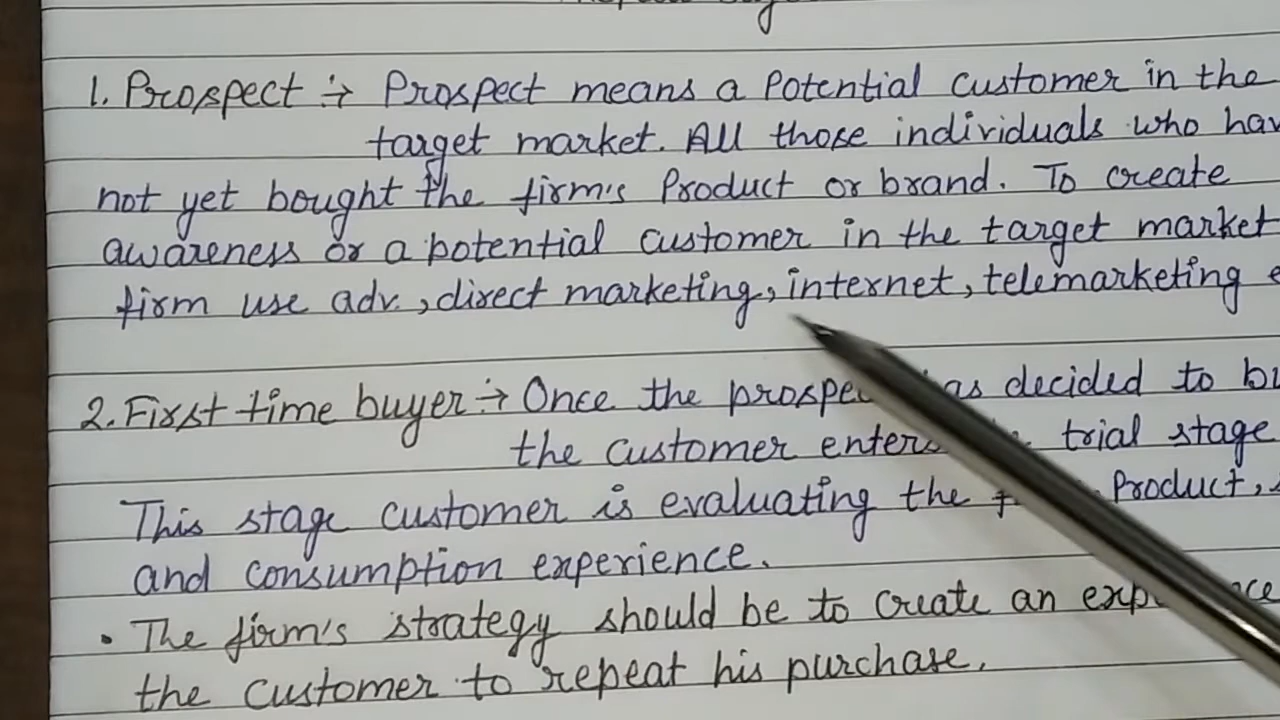 1. Prospect :→ Prospect means a Potential customer in the
target market. All those individuals who
not yet bought the firm's Product or brand. To create
awareness or a potential customer in the target market
firm use adv., direct marketing, internet, telemarketing
2. First time buyer :→ Once the decided to
the customer trial stage
This stage customer is evaluating the Product,
and consumption experience.
• The firm's strategy should be to create an
the customer to repeat his purchase.